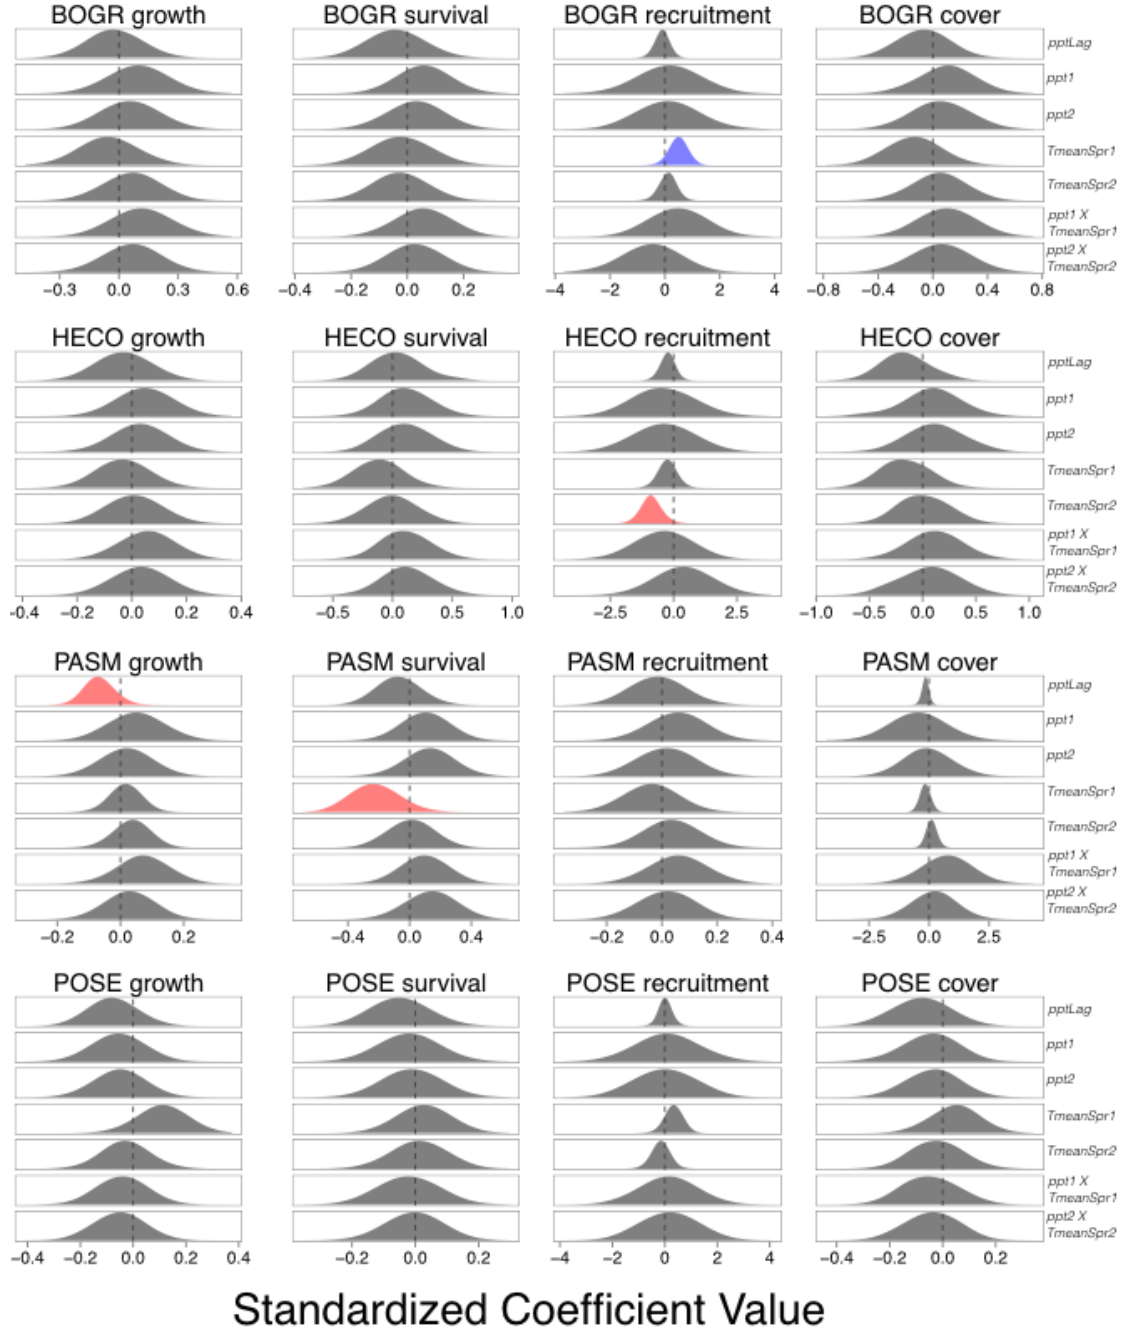 BOGR growth BOGR survival BOGR recruitment BOGR cover
pptLag
ppt1
ppt2
TmeanSpr1
TmeanSpr2
ppt1 X
TmeanSpr1
ppt2 X
TmeanSpr2
−0.3 0.0 0.3 0.6 −0.4 −0.2 0.0 0.2 −4 −2 0 2 4 −0.8 −0.4 0.0 0.4 0.8
HECO growth HECO survival HECO recruitment HECO cover
pptLag
ppt1
ppt2
TmeanSpr1
TmeanSpr2
ppt1 X
TmeanSpr1
ppt2 X
TmeanSpr2
−0.4 −0.2 0.0 0.2 0.4 −0.5 0.0 0.5 1.0 −2.5 0.0 2.5 −1.0 −0.5 0.0 0.5 1.0
PASM growth PASM survival PASM recruitment PASM cover
pptLag
ppt1
ppt2
TmeanSpr1
TmeanSpr2
ppt1 X
TmeanSpr1
ppt2 X
TmeanSpr2
−0.2 0.0 0.2 −0.4 0.0 0.4 −0.2 0.0 0.2 0.4 −2.5 0.0 2.5
POSE growth POSE survival POSE recruitment POSE cover
pptLag
ppt1
ppt2
TmeanSpr1
TmeanSpr2
ppt1 X
TmeanSpr1
ppt2 X
TmeanSpr2
−0.4 −0.2 0.0 0.2 0.4 −0.2 0.0 0.2 −4 −2 0 2 4 −0.4 −0.2 0.0 0.2
Standardized Coefficient Value